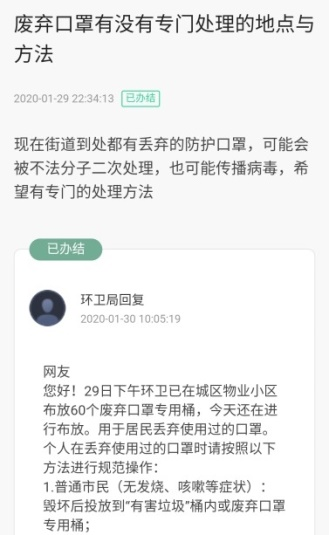 废弃口罩有没有专门处理的地点与
方法
2020-01-29 22:34:13 已办结
现在街道到处都有丢弃的防护口罩，可能会
被不法分子二次处理，也可能传播病毒，希
望有专门的处理方法
已办结
环卫局回复
2020-01-30 10:05:19
网友
您好！29日下午环卫已在城区物业小区
布放60个废弃口罩专用桶，今天还在进
行布放。用于居民丢弃使用过的口罩。
个人在丢弃使用过的口罩时请按照以下
方法进行规范操作：
1.普通市民（无发烧、咳嗽等症状）：
毁坏后投放到“有害垃圾”桶内或废弃口罩
专用桶；